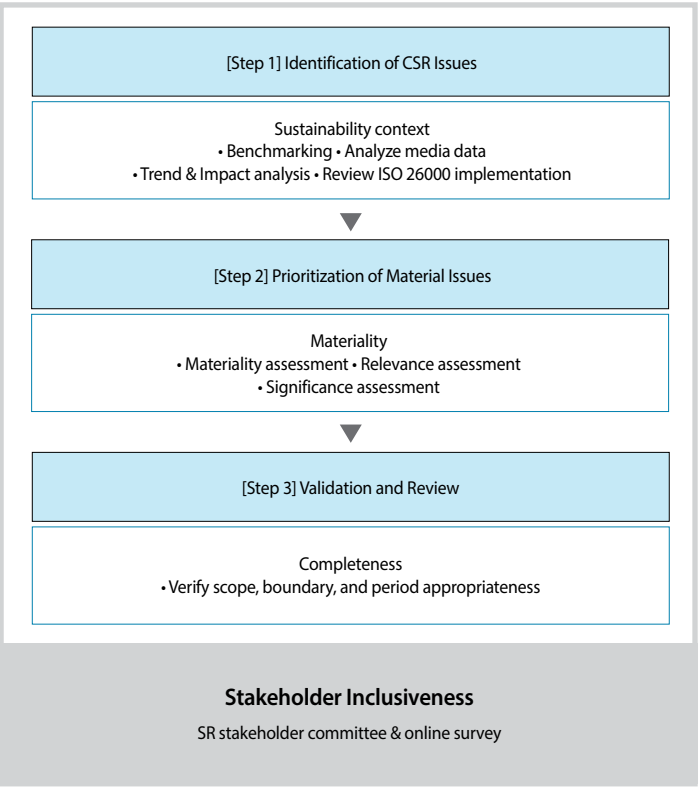 [Step 1] Identification of CSR Issues
Sustainability context
• Benchmarking • Analyze media data
• Trend & Impact analysis • Review ISO 26000 implementation
[Step 2] Prioritization of Material Issues
Materiality
• Materiality assessment • Relevance assessment
• Significance assessment
[Step 3] Validation and Review
Completeness
• Verify scope, boundary, and period appropriateness
Stakeholder Inclusiveness
SR stakeholder committee & online survey